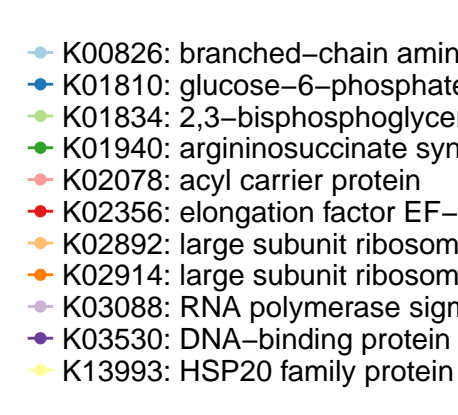 K00826: branched−chain amin
K01810: glucose−6−phosphate
K01834: 2,3−bisphosphoglycer
K01940: argininosuccinate syn
K02078: acyl carrier protein
K02356: elongation factor EF−
K02892: large subunit ribosom
K02914: large subunit ribosom
K03088: RNA polymerase sigm
K03530: DNA−binding protein
K13993: HSP20 family protein